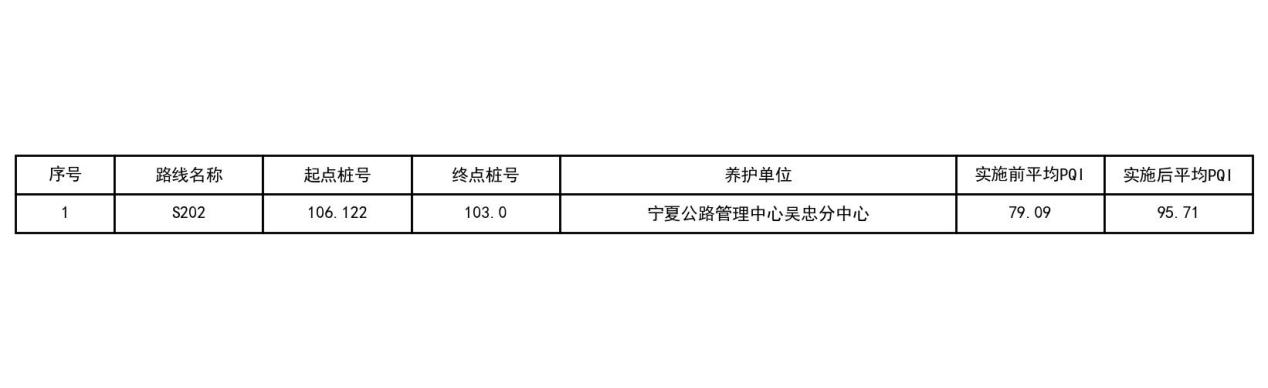 序号 路线名称 起点桩号 终点桩号 养护单位 实施前平均PQI 实施后平均PQI
1 S202 106.122 103.0 宁夏公路管理中心吴忠分中心 79.09 95.71